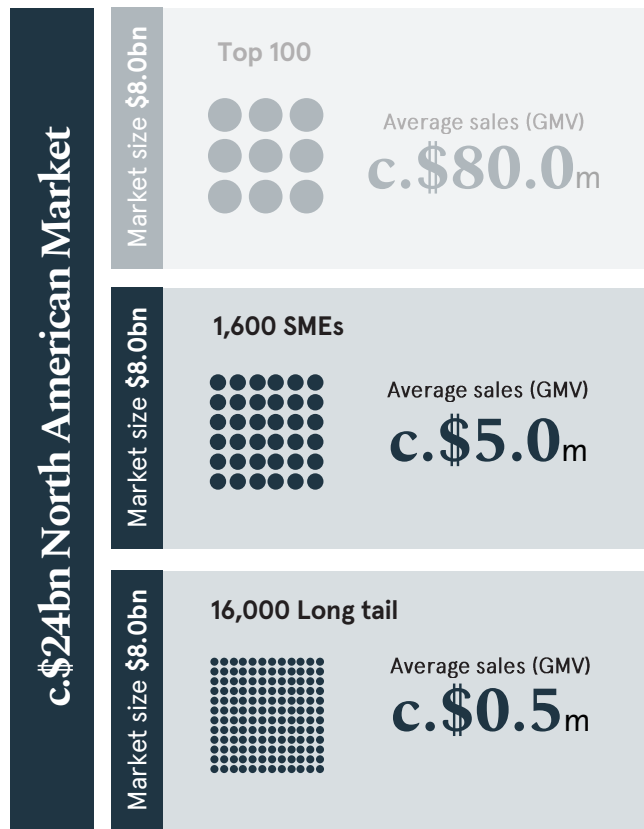 c.$24bn North American Market
Market size $8.0bn
Top 100
Average sales (GMV)
c.$80.0m
Market size $8.0bn
1,600 SMEs
Average sales (GMV)
c.$5.0m
Market size $8.0bn
16,000 Long tail
Average sales (GMV)
c.$0.5m